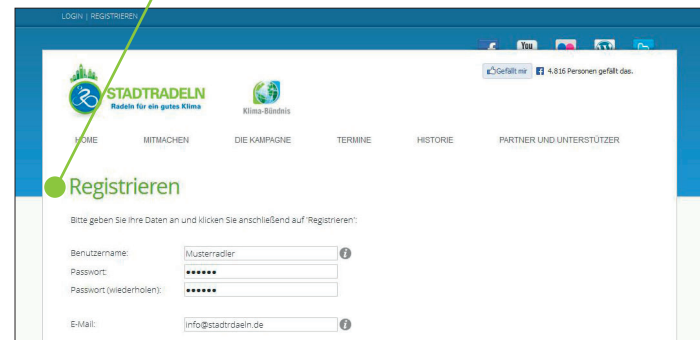 LOGIN | REGISTRIEREN
You
Gefällt mir 4.816 Personen gefällt das.
STADTRADELN
Radeln für ein gutes Klima
Klima-Bündnis
HOME MITMACHEN DIE KAMPAGNE TERMINE HISTORIE PARTNER UND UNTERSTÜTZER
Registrieren
Bitte geben Sie Ihre Daten an und klicken Sie anschließend auf 'Registrieren':
Benutzername: Musterradler i
Passwort: ••••••
Passwort (wiederholen): ••••••
E-Mail: info@stadtrdaeln.de i